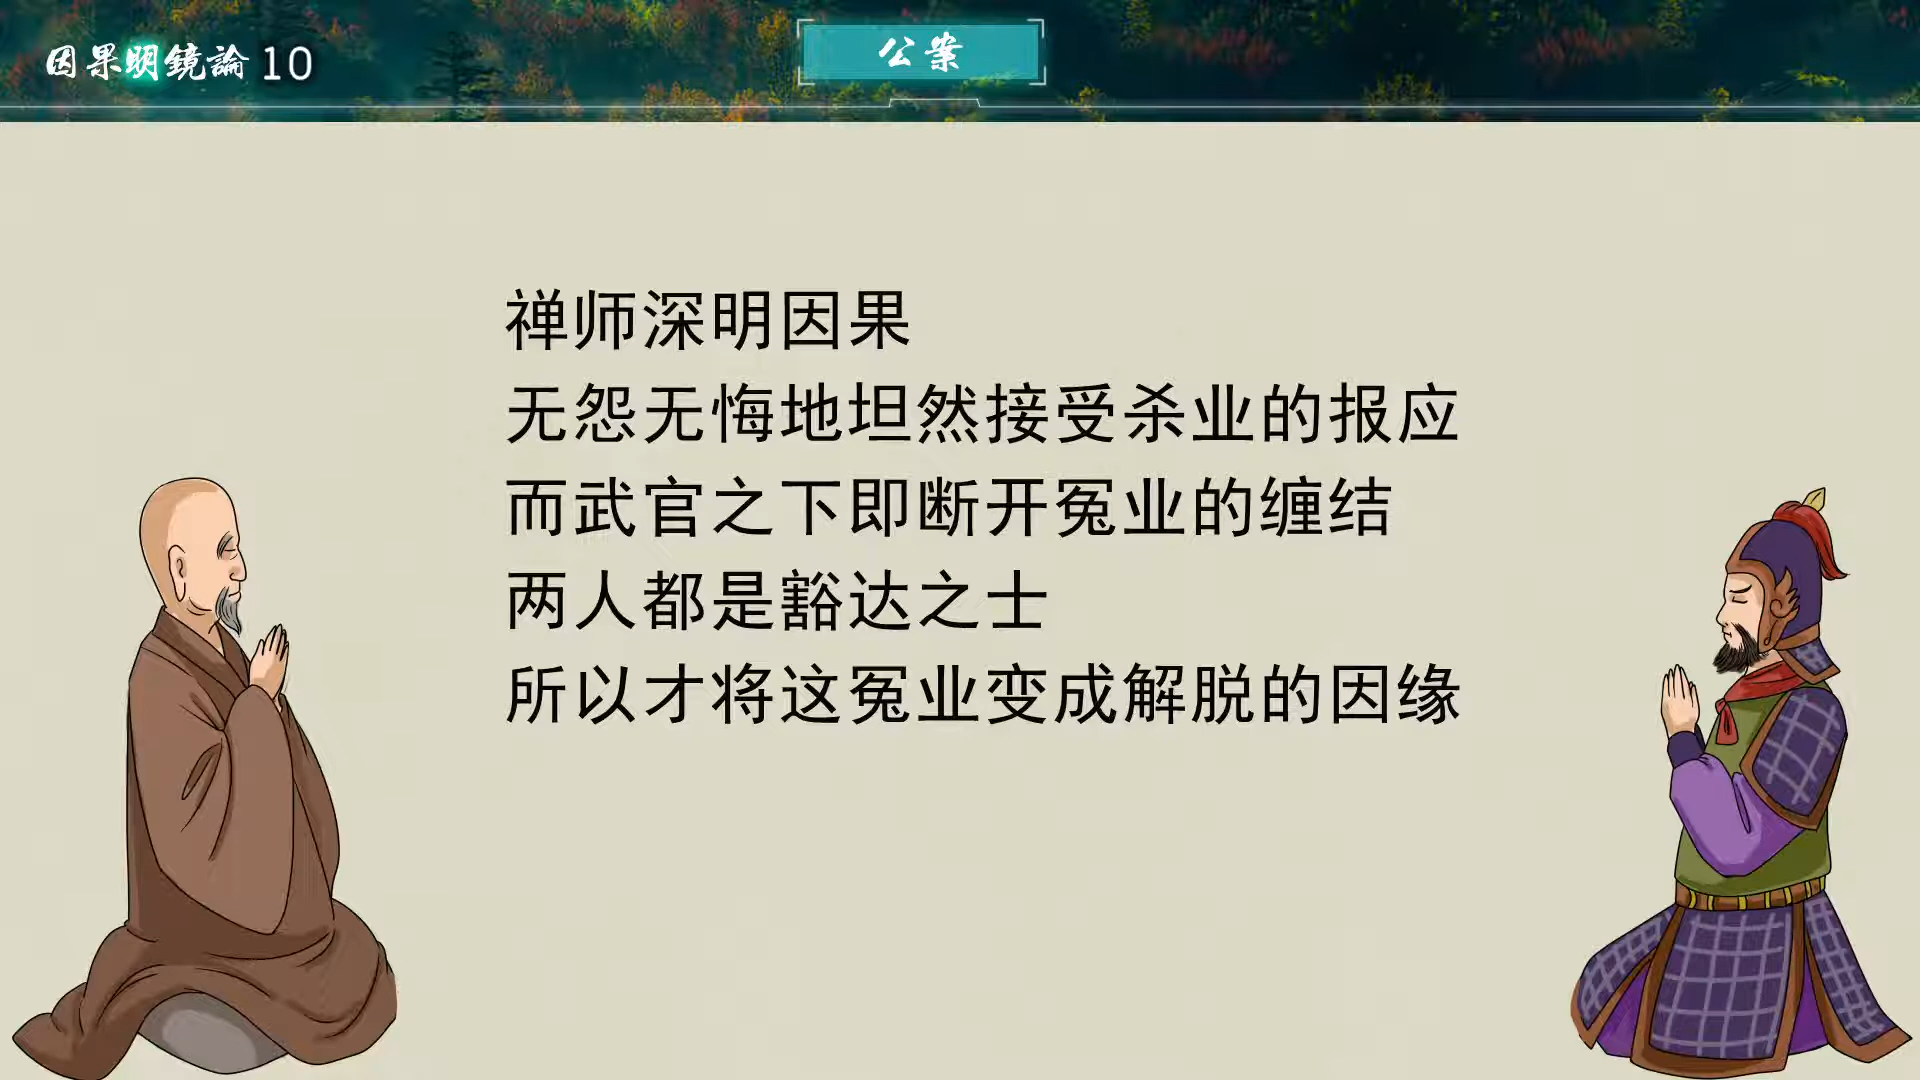 因果明鏡論 10
公案
禅师深明因果
无怨无悔地坦然接受杀业的报应
而武官之下即断开冤业的缠结
两人都是豁达之士
所以才将这冤业变成解脱的因缘